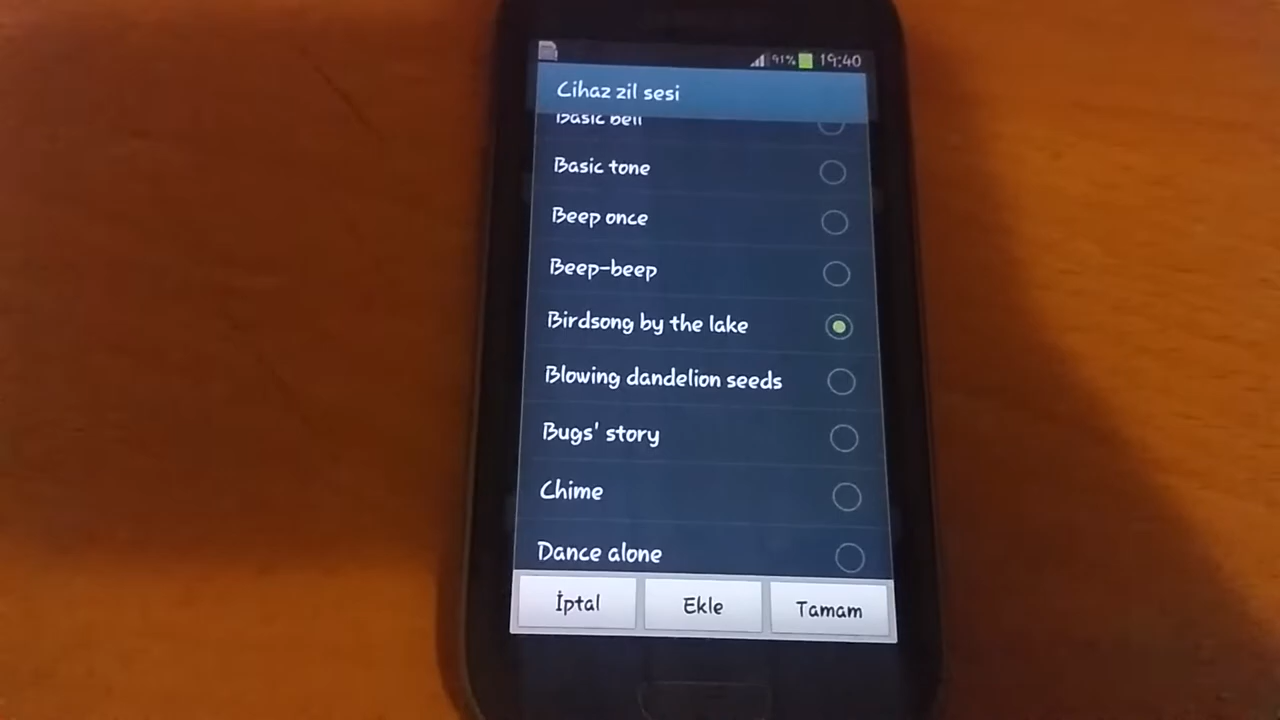 91% 19:40
Cihaz zil sesi
Basic bell
Basic tone
Beep once
Beep-beep
Birdsong by the lake
Blowing dandelion seeds
Bugs' story
Chime
Dance alone
İptal Ekle Tamam